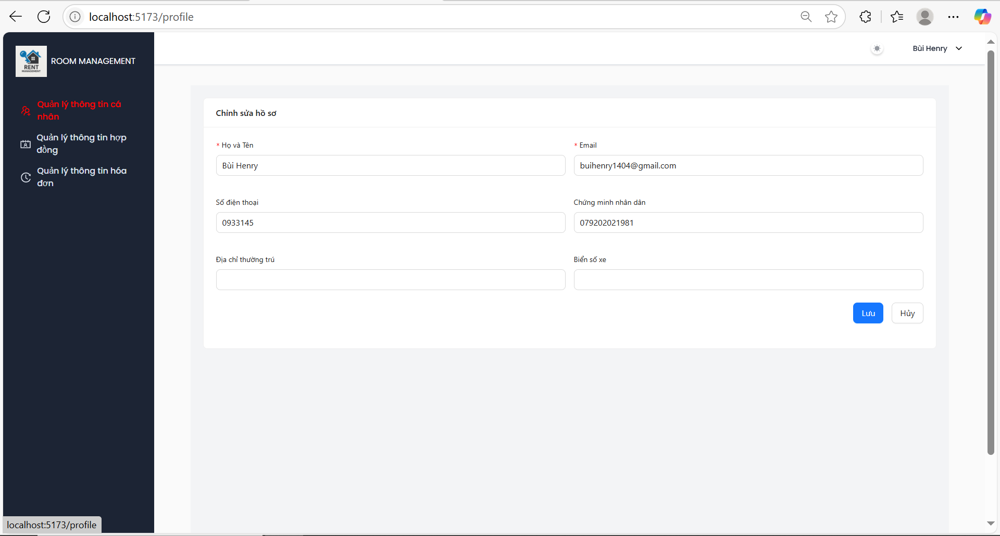 localhost:5173/profile
RENT
MANAGEMENT
ROOM MANAGEMENT
Bùi Henry
Quản lý thông tin cá
nhân
Quản lý thông tin hợp
đồng
Quản lý thông tin hóa
đơn
Chỉnh sửa hồ sơ
* Họ và Tên
* Email
Bùi Henry
buihenry1404@gmail.com
Số điện thoại
Chứng minh nhân dân
0933145
079202021981
Địa chỉ thường trú
Biển số xe
Lưu
Hủy
localhost:5173/profile